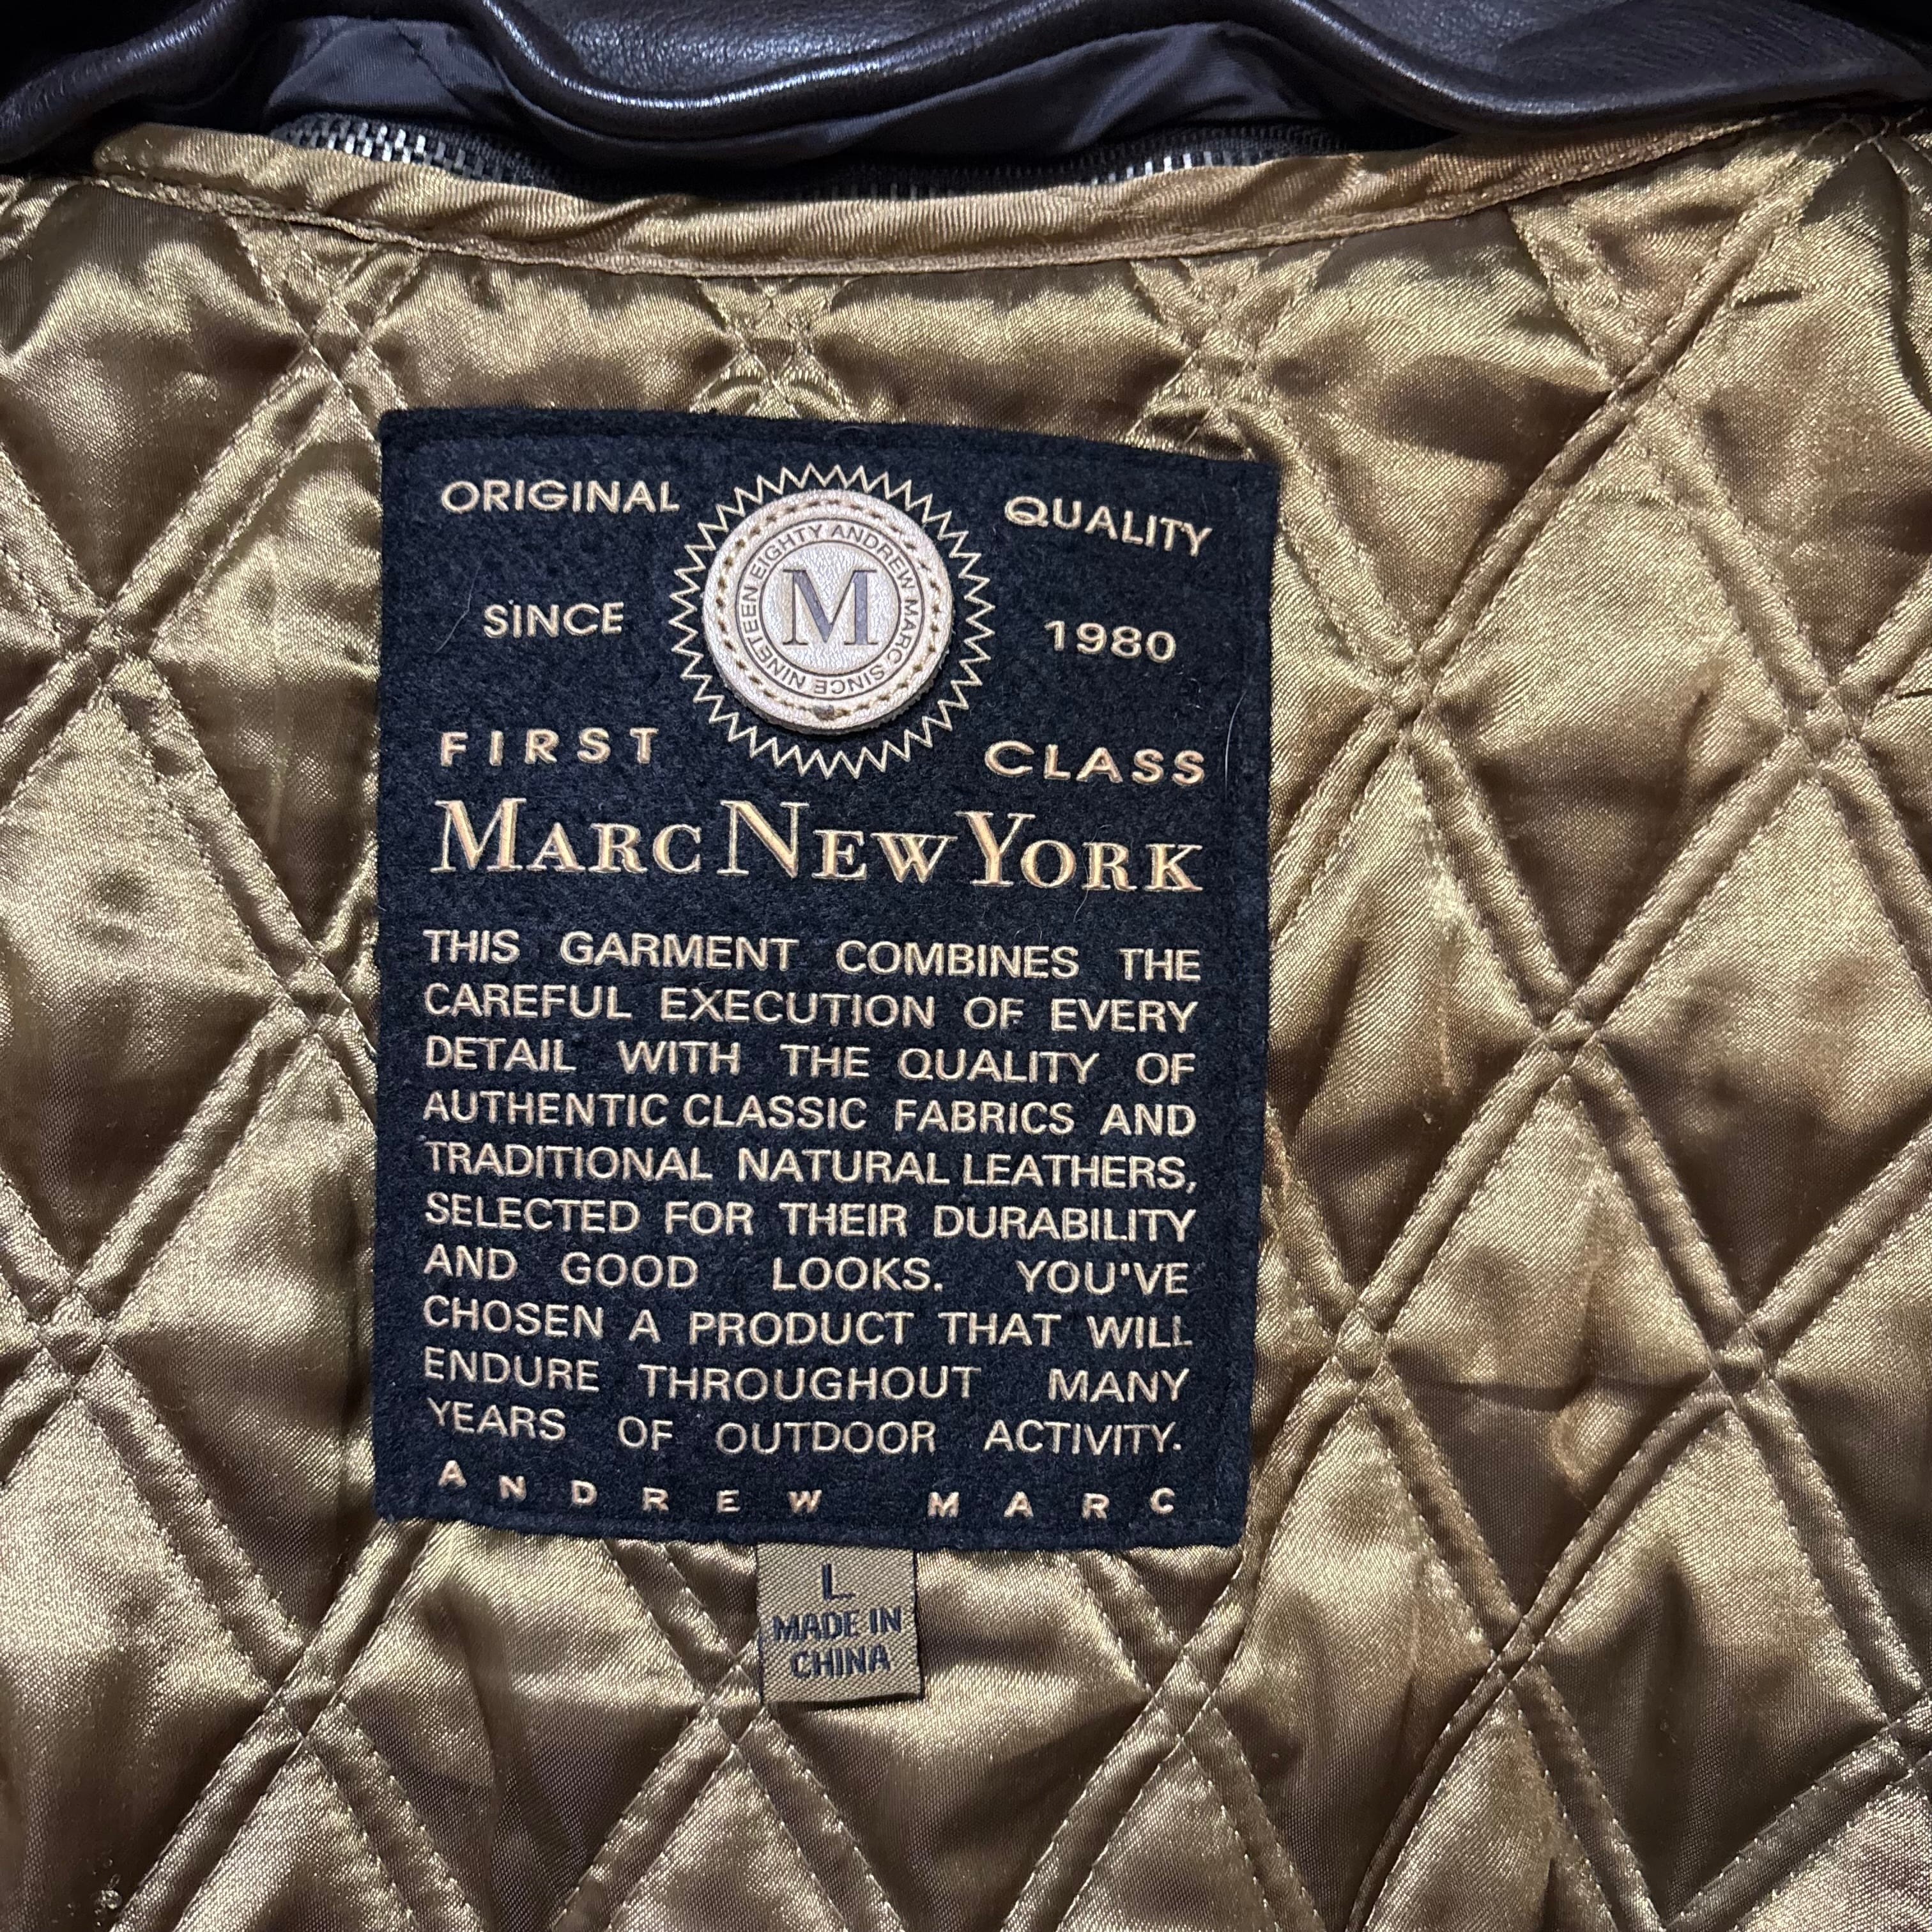 ORIGINAL QUALITY
SINCE 1980
NINETEEN EIGHTY ANDREW MARC SINCE
M
FIRST CLASS
MARC NEW YORK
THIS GARMENT COMBINES THE
CAREFUL EXECUTION OF EVERY
DETAIL WITH THE QUALITY OF
AUTHENTIC CLASSIC FABRICS AND
TRADITIONAL NATURAL LEATHERS,
SELECTED FOR THEIR DURABILITY
AND GOOD LOOKS. YOU'VE
CHOSEN A PRODUCT THAT WILL
ENDURE THROUGHOUT MANY
YEARS OF OUTDOOR ACTIVITY.
ANDREW MARC
L
MADE IN
CHINA